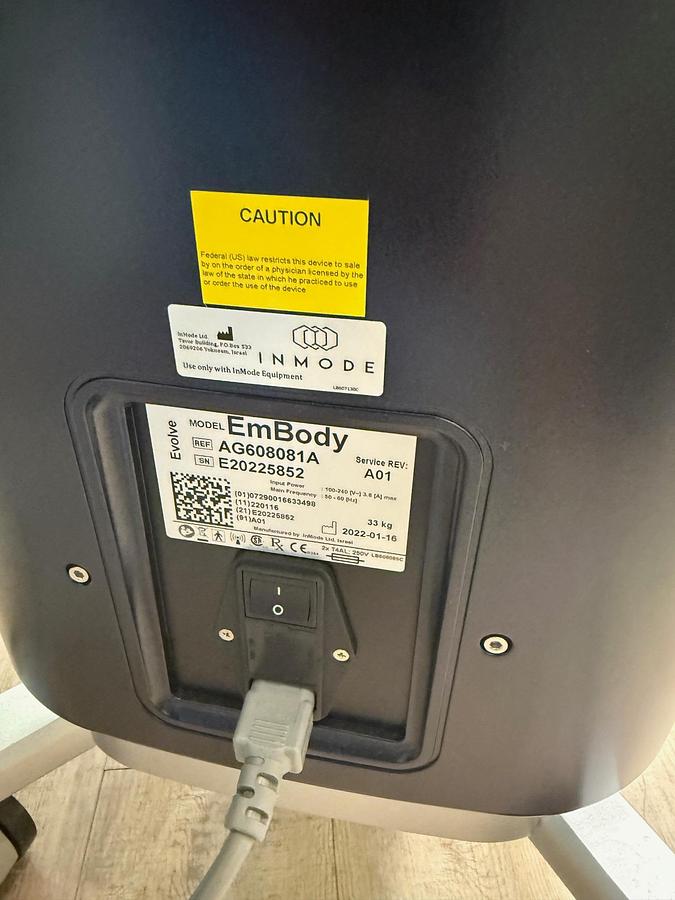 CAUTION
Federal (US) law restricts this device to sale
by on the order of a physician licensed by the
law of the state in which he practiced to use
or order the use of the device
InMode Ltd.
Tavor Building, P.O.Box 533
2069206 Yokneam, Israel
INMODE
Use only with InMode Equipment
LB607130C
Evolve
MODEL EmBody
REF AG608081A
SN E20225852
Service REV:
A01
Input Power : 100-240 [V~] 3.6 [A] max
Main Frequency : 50 - 60 [Hz]
(01)07290016633498
(11)220116
(21)E20225852
(91)A01
33 kg
2022-01-16
Manufactured by InMode Ltd. Israel
Rx CE
2x T4AL; 250V
LB608085C
I
O